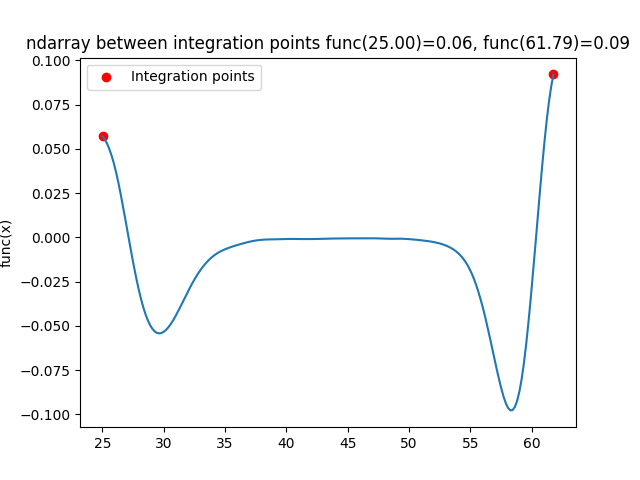 ndarray between integration points func(25.00)=0.06, func(61.79)=0.09
Integration points
func(x)
0.100
0.075
0.050
0.025
0.000
−0.025
−0.050
−0.075
−0.100
25 30 35 40 45 50 55 60